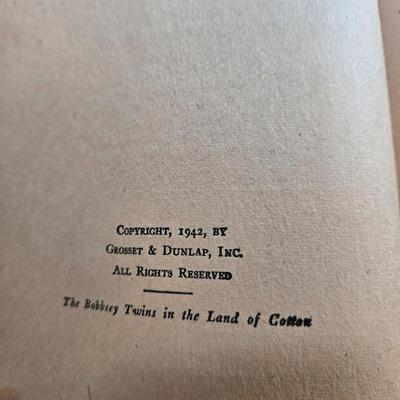 COPYRIGHT, 1942, BY
GROSSET & DUNLAP, INC.
ALL RIGHTS RESERVED
The Bobbsey Twins in the Land of Cotton